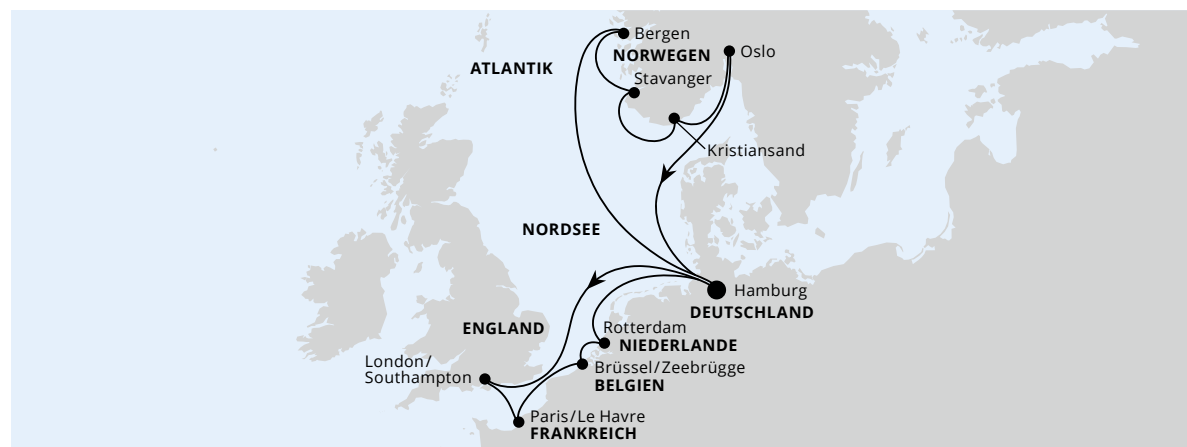 Bergen
NORWEGEN
Oslo
ATLANTIK
Stavanger
Kristiansand
NORDSEE
Hamburg
DEUTSCHLAND
ENGLAND
Rotterdam
NIEDERLANDE
London/
Southampton
Brüssel/Zeebrügge
BELGIEN
Paris/Le Havre
FRANKREICH